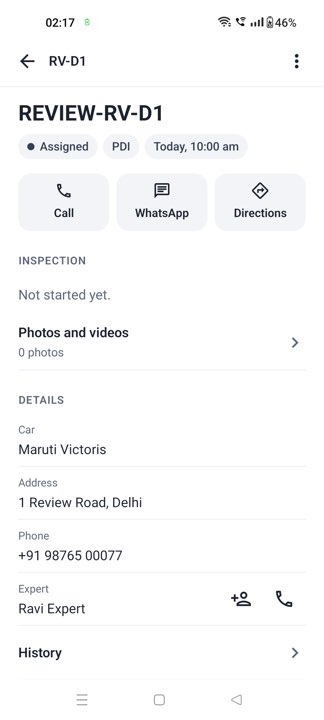 02:17
46%
RV-D1
REVIEW-RV-D1
Assigned
PDI
Today, 10:00 am
Call
WhatsApp
Directions
INSPECTION
Not started yet.
Photos and videos
0 photos
DETAILS
Car
Maruti Victoris
Address
1 Review Road, Delhi
Phone
+91 98765 00077
Expert
Ravi Expert
History